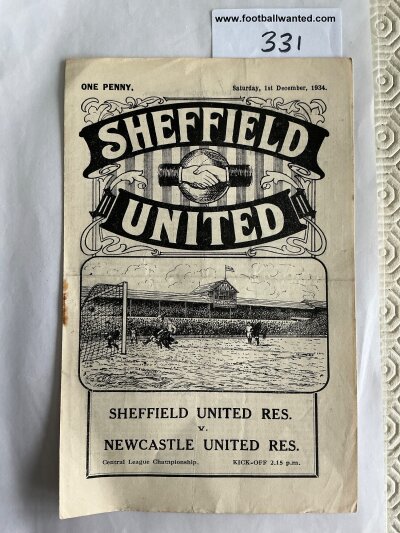 www.footballwanted.com
331
ONE PENNY.
Saturday, 1st December, 1934.
SHEFFIELD
UNITED
SHEFFIELD UNITED RES.
v.
NEWCASTLE UNITED RES.
Central League Championship. KICK-OFF 2.15 p.m.